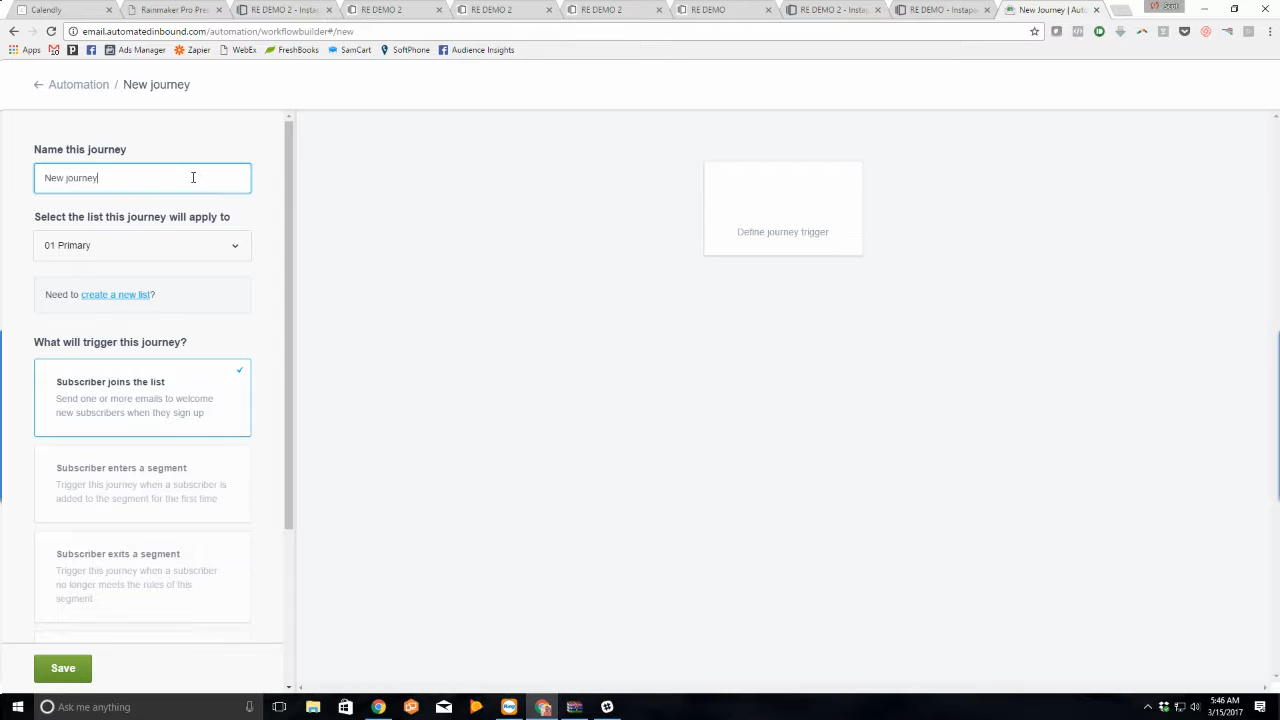 Calendly
Rainmaker Pro Pres
RE DEMO 2 - Instap
RE DEMO 2
RE DEMO 2
RE DEMO 2
RE DEMO
RE DEMO 2 - Instap
RE DEMO - Instapa
New Journey | Auto
email.automatedinbound.com/automation/workflowbuilder#/new
Apps
Ads Manager
Zapier
WebEx
FreshBooks
SamCart
SoftPhone
Audience Insights
← Automation / New journey
Name this journey
New journey
Select the list this journey will apply to
01 Primary
Need to create a new list?
Define journey trigger
What will trigger this journey?
Subscriber joins the list
Send one or more emails to welcome
new subscribers when they sign up
Subscriber enters a segment
Trigger this journey when a subscriber is
added to the segment for the first time
Subscriber exits a segment
Trigger this journey when a subscriber
no longer meets the rules of this
segment
Save
Ask me anything
5:46 AM
3/15/2017